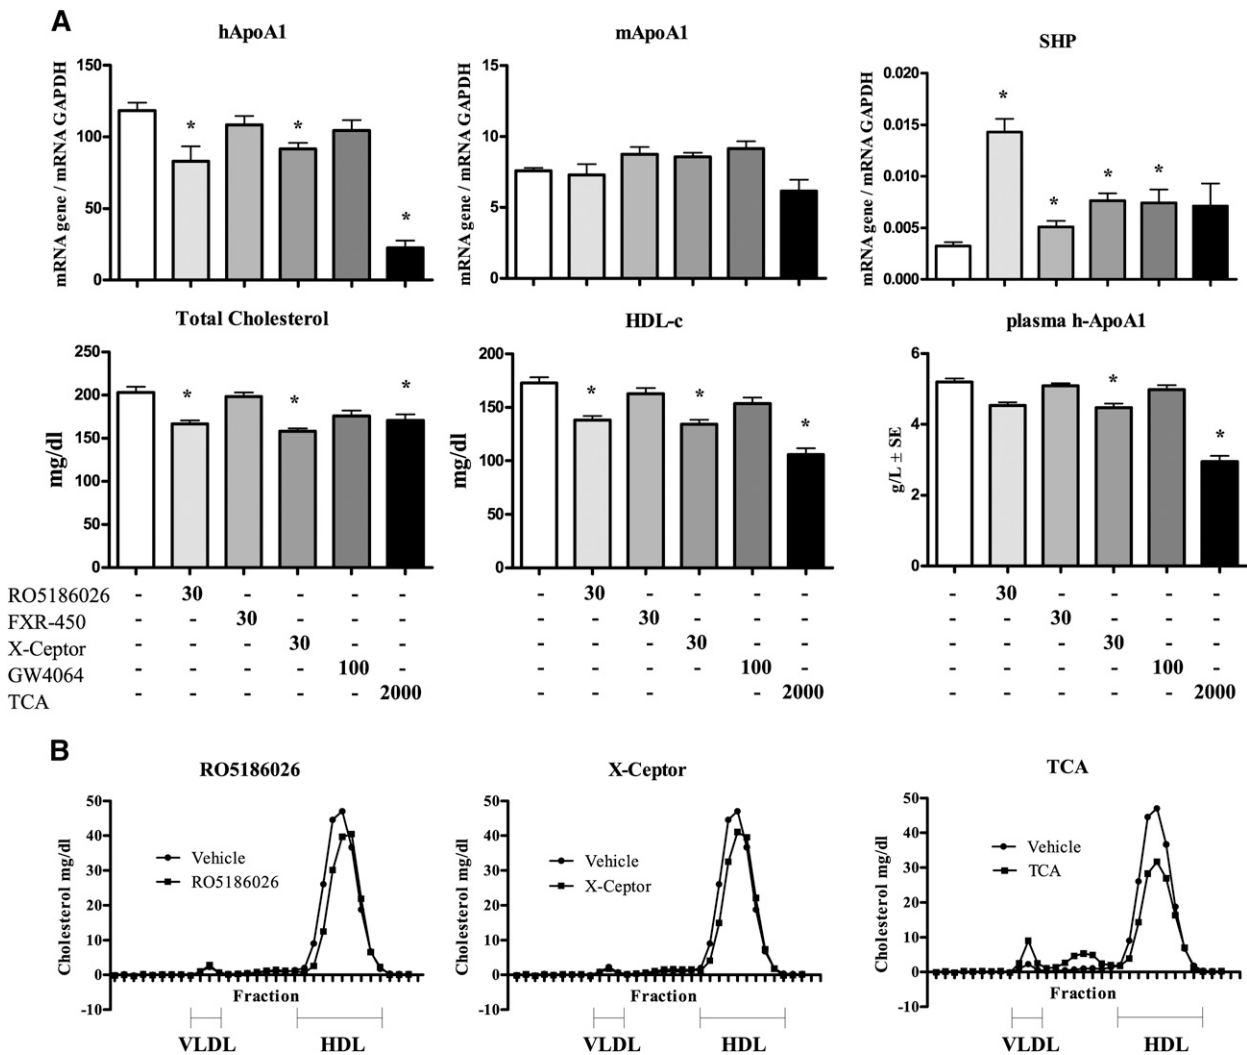 A
hApoA1
mRNA gene / mRNA GAPDH
150
100
50
0
*
*
*
mApoA1
mRNA gene / mRNA GAPDH
15
10
5
0
SHP
mRNA gene / mRNA GAPDH
0.020
0.015
0.010
0.005
0.000
*
*
*
*
Total Cholesterol
mg/dl
250
200
150
100
50
0
*
*
*
HDL-c
mg/dl
200
150
100
50
0
*
*
*
plasma h-ApoA1
g/L ± SE
6
4
2
0
*
*
RO5186026 - 30 - - - - - 30 - - - - - 30 - - - -
FXR-450 - - 30 - - - - - 30 - - - - - 30 - - -
X-Ceptor - - - 30 - - - - - 30 - - - - - 30 - -
GW4064 - - - - 100 - - - - - 100 - - - - - 100 -
TCA - - - - - 2000 - - - - - 2000 - - - - - 2000
B
RO5186026
Cholesterol mg/dl
50
40
30
20
10
0
-10
Vehicle
RO5186026
Fraction
VLDL HDL
X-Ceptor
Cholesterol mg/dl
50
40
30
20
10
0
-10
Vehicle
X-Ceptor
Fraction
VLDL HDL
TCA
Cholesterol mg/dl
50
40
30
20
10
0
-10
Vehicle
TCA
Fraction
VLDL HDL